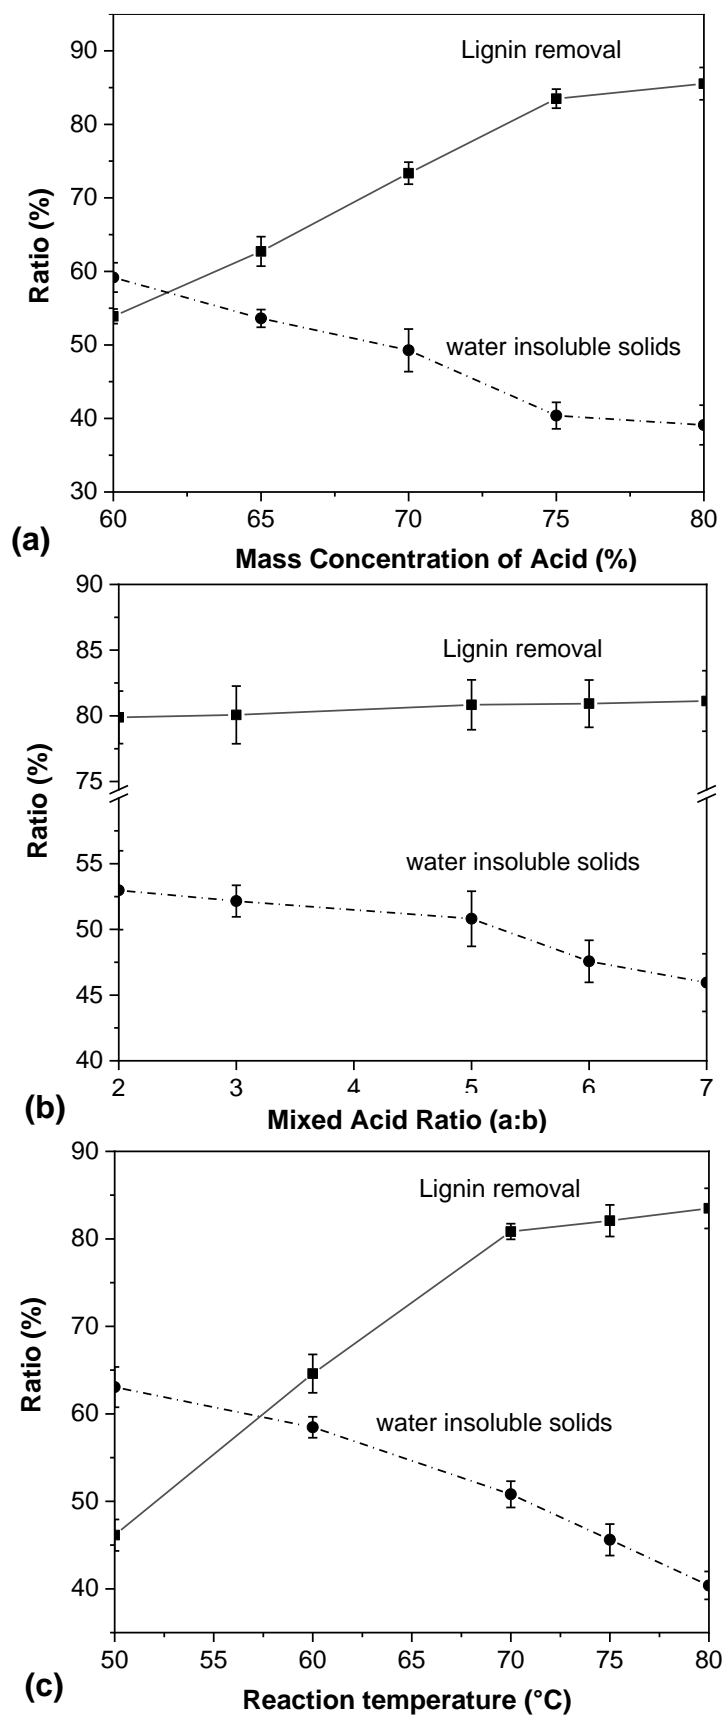 90
80
70
60
50
40
30
Ratio (%)
Lignin removal
water insoluble solids
60 65 70 75 80
(a)
Mass Concentration of Acid (%)
90
85
80
75
55
50
45
40
Ratio (%)
Lignin removal
water insoluble solids
2 3 4 5 6 7
(b)
Mixed Acid Ratio (a:b)
90
80
70
60
50
40
Ratio (%)
Lignin removal
water insoluble solids
50 55 60 65 70 75 80
(c)
Reaction temperature (°C)